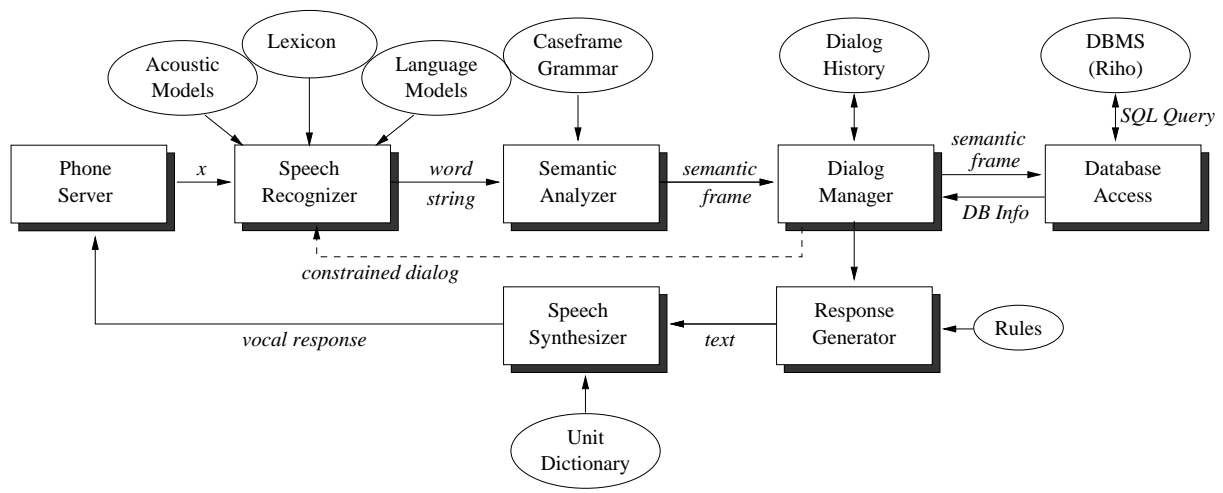 Lexicon
Acoustic
Models
Language
Models
Caseframe
Grammar
Dialog
History
DBMS
(Riho)
SQL Query
Phone
Server
x
Speech
Recognizer
word
string
Semantic
Analyzer
semantic
frame
Dialog
Manager
semantic
frame
DB Info
Database
Access
constrained dialog
vocal response
Speech
Synthesizer
text
Response
Generator
Rules
Unit
Dictionary